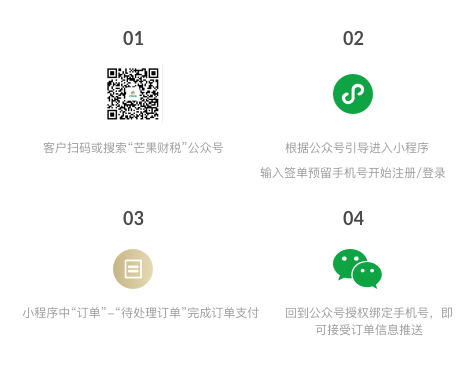 01
02
客户扫码或搜索“芒果财税”公众号
根据公众号引导进入小程序
输入签单预留手机号开始注册/登录
03
04
小程序中“订单”–“待处理订单”完成订单支付
回到公众号授权绑定手机号，即
可接受订单信息推送